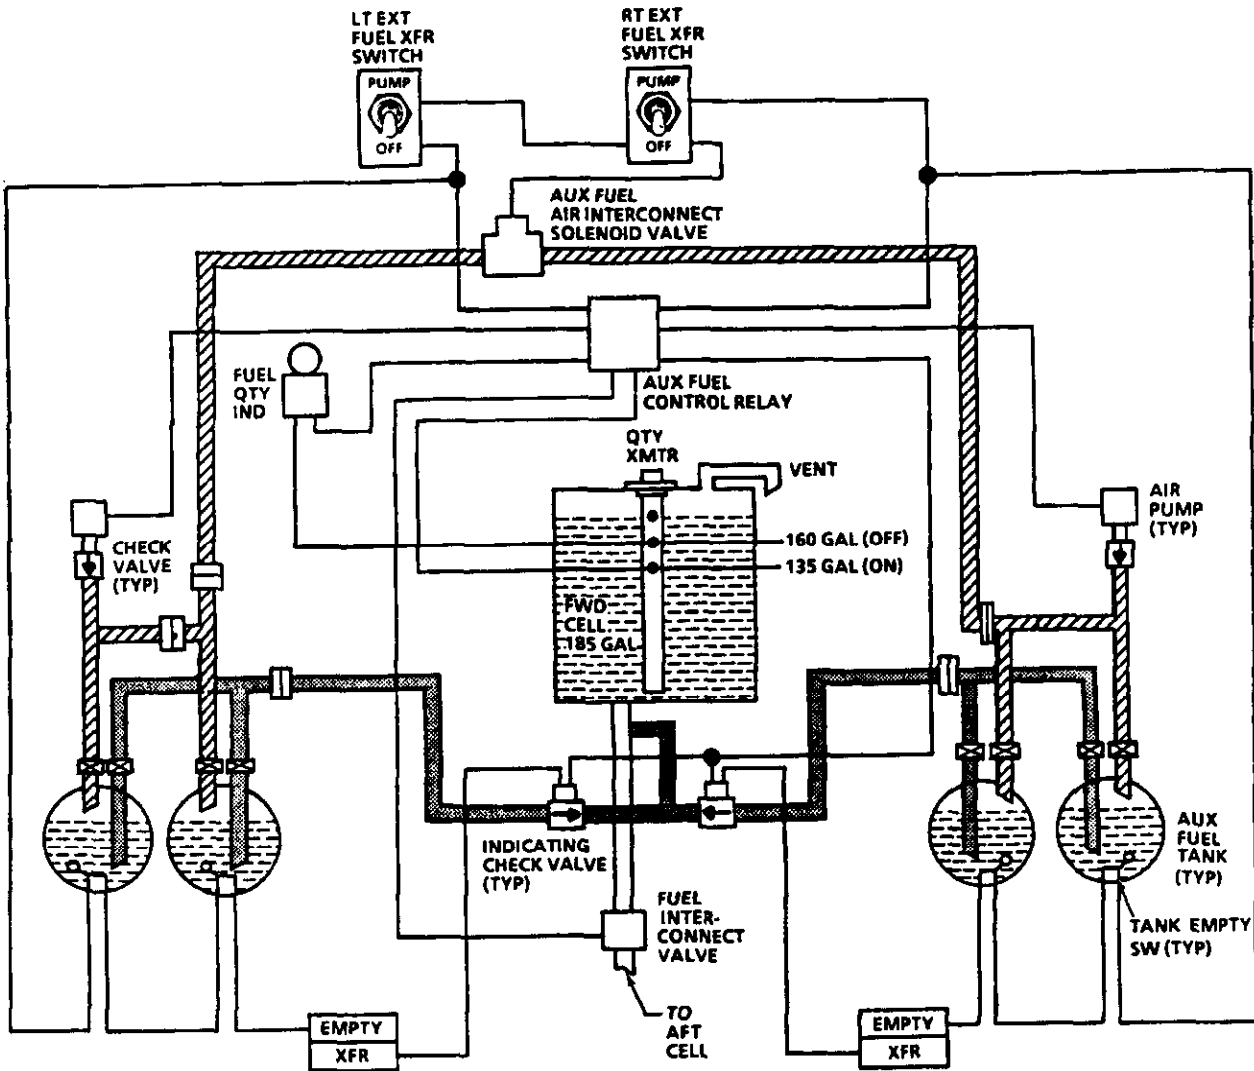 LT EXT
FUEL XFR
SWITCH
RT EXT
FUEL XFR
SWITCH
PUMP
OFF
PUMP
OFF
AUX FUEL
AIR INTERCONNECT
SOLENOID VALVE
FUEL
QTY
IND
AUX FUEL
CONTROL RELAY
QTY
XMTR
VENT
AIR
PUMP
(TYP)
CHECK
VALVE
(TYP)
160 GAL (OFF)
135 GAL (ON)
FWD
CELL
185 GAL
INDICATING
CHECK VALVE
(TYP)
AUX
FUEL
TANK
(TYP)
FUEL
INTER-
CONNECT
VALVE
TANK EMPTY
SW (TYP)
TO
AFT
CELL
EMPTY
XFR
EMPTY
XFR